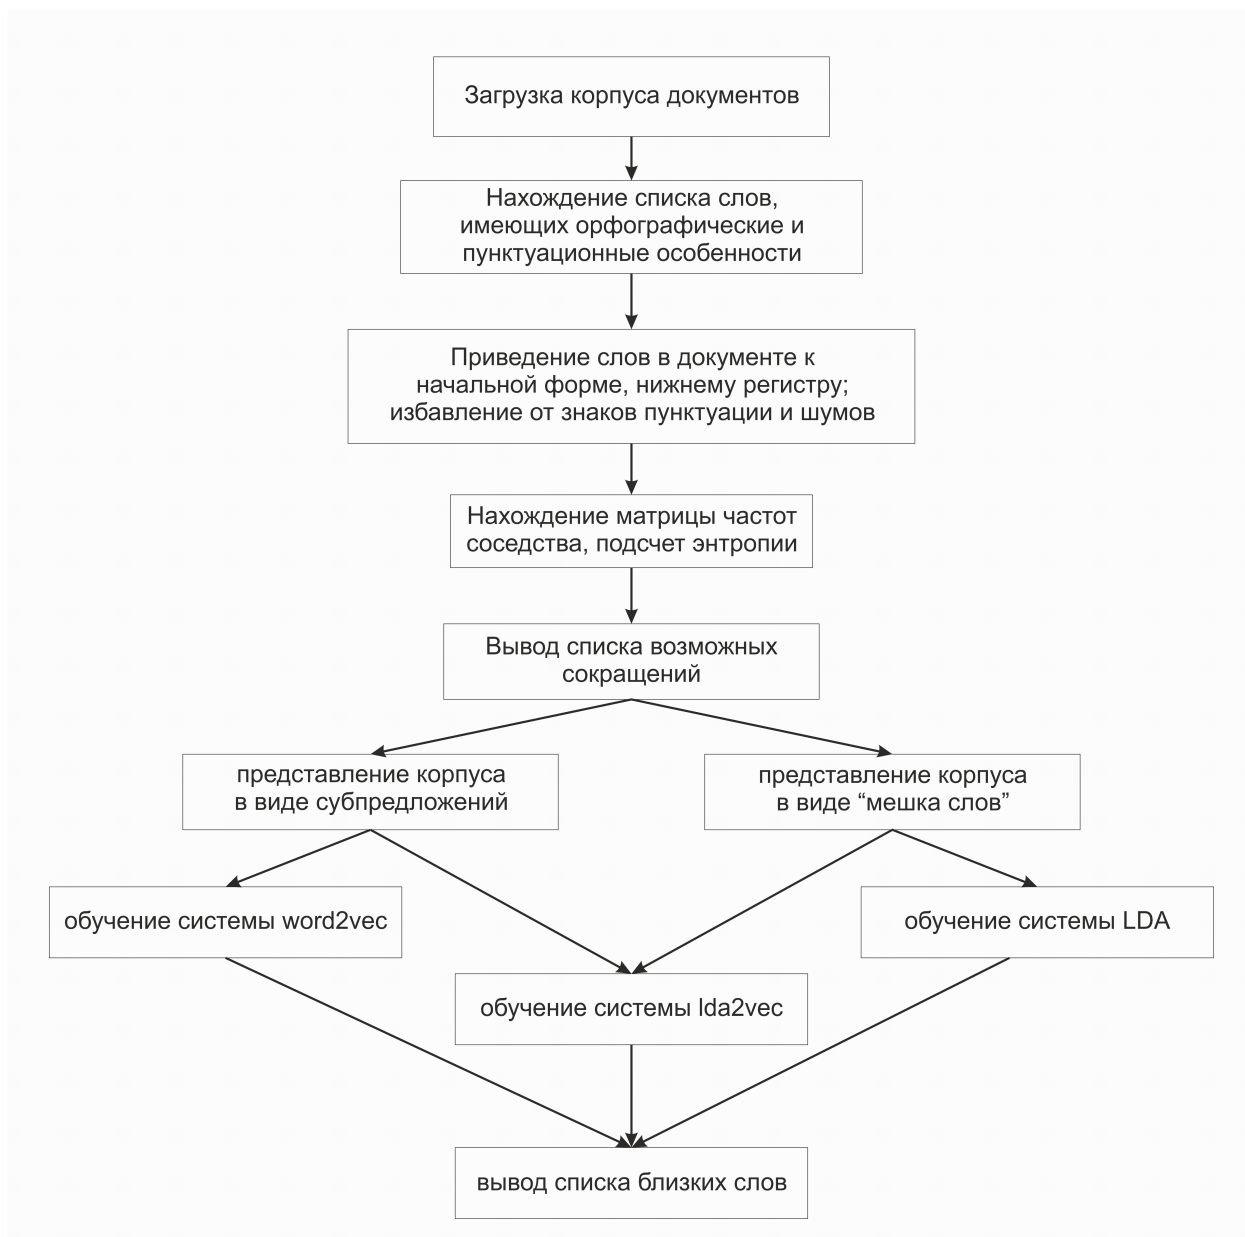 Загрузка корпуса документов
Нахождение списка слов,
имеющих орфографические и
пунктуационные особенности
Приведение слов в документе к
начальной форме, нижнему регистру;
избавление от знаков пунктуации и шумов
Нахождение матрицы частот
соседства, подсчет энтропии
Вывод списка возможных
сокращений
представление корпуса
в виде субпредложений
представление корпуса
в виде “мешка слов”
обучение системы word2vec
обучение системы LDA
обучение системы lda2vec
вывод списка близких слов